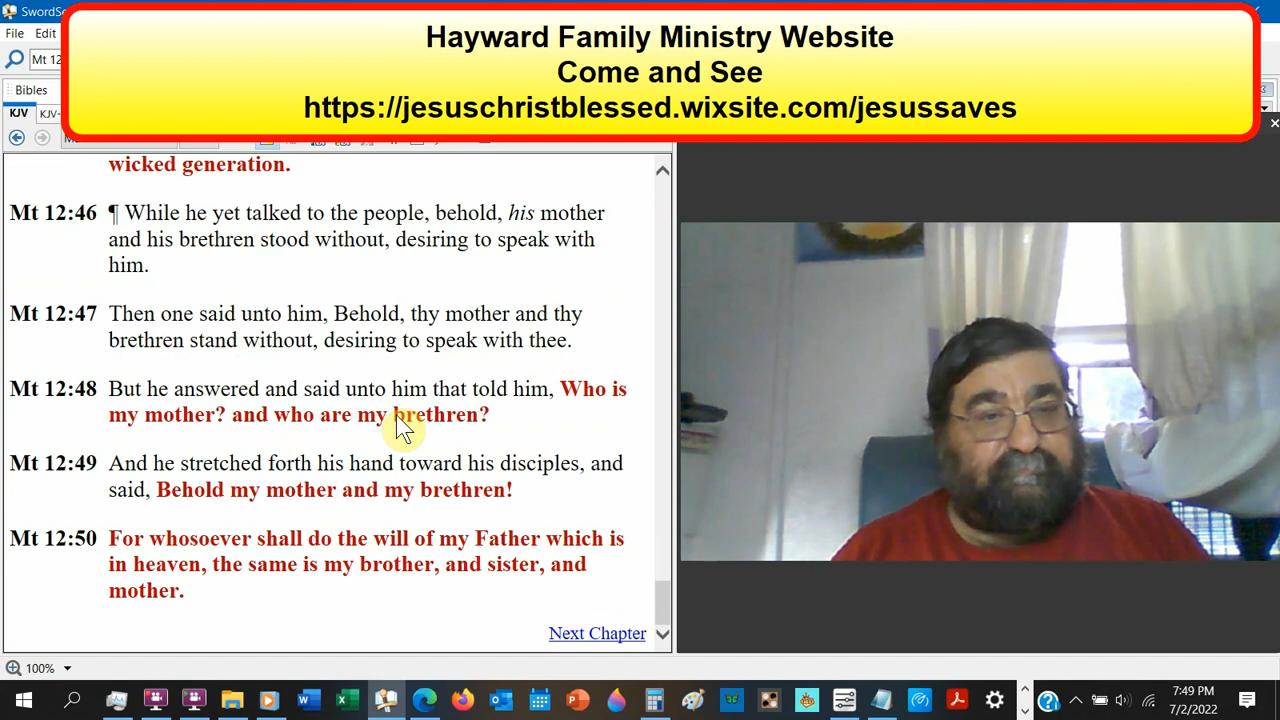 SwordSe
Hayward Family Ministry Website
Come and See
https://jesuschristblessed.wixsite.com/jesussaves
File Edit
Mt 12
Bibles
KJV KJV-
wicked generation.
Mt 12:46 ¶ While he yet talked to the people, behold, his mother
and his brethren stood without, desiring to speak with
him.
Mt 12:47 Then one said unto him, Behold, thy mother and thy
brethren stand without, desiring to speak with thee.
Mt 12:48 But he answered and said unto him that told him, Who is
my mother? and who are my brethren?
Mt 12:49 And he stretched forth his hand toward his disciples, and
said, Behold my mother and my brethren!
Mt 12:50 For whosoever shall do the will of my Father which is
in heaven, the same is my brother, and sister, and
mother.
Next Chapter
100%
7:49 PM
7/2/2022